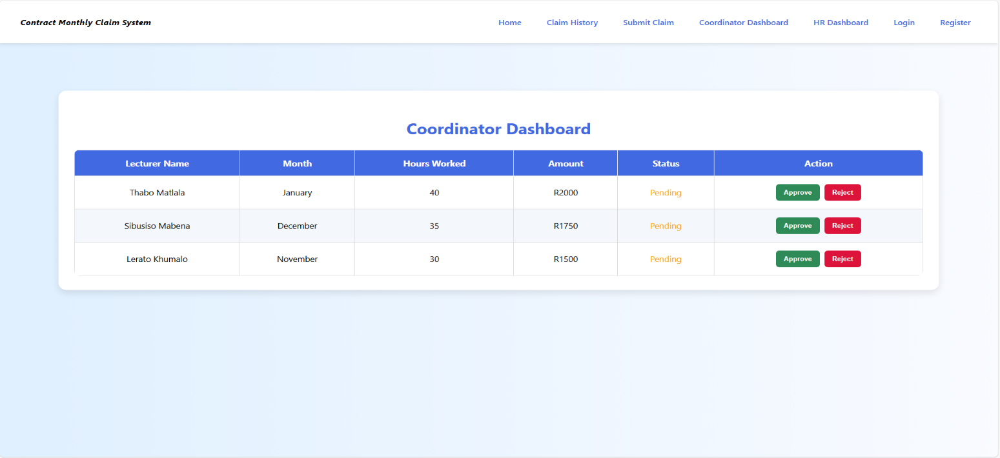 Contract Monthly Claim System Home Claim History Submit Claim Coordinator Dashboard HR Dashboard Login Register
Coordinator Dashboard
Lecturer Name Month Hours Worked Amount Status Action
Thabo Matlala January 40 R2000 Pending Approve Reject
Sibusiso Mabena December 35 R1750 Pending Approve Reject
Lerato Khumalo November 30 R1500 Pending Approve Reject